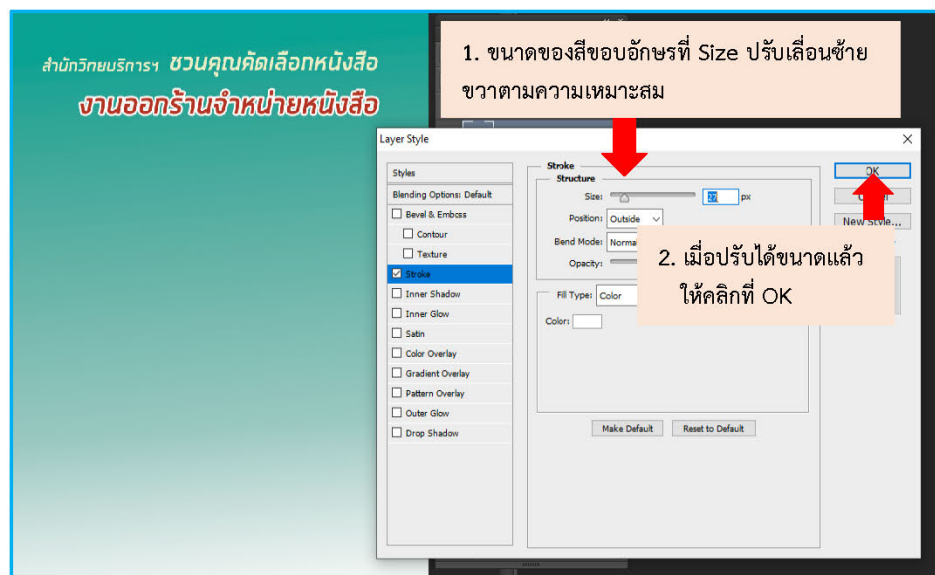 สำนักวิทยบริการฯ ชวนคุณคัดเลือกหนังสือ
งานออกร้านจำหน่ายหนังสือ
1. ขนาดของสีขอบอักษรที่ Size ปรับเลื่อนซ้าย
ขวาตามความเหมาะสม
Layer Style
Styles
Blending Options: Default
Bevel & Emboss
Contour
Texture
Stroke
Inner Shadow
Inner Glow
Satin
Color Overlay
Gradient Overlay
Pattern Overlay
Outer Glow
Drop Shadow
Stroke
Structure
Size: 27 px
Position: Outside
Bend Mode: Normal
Opacity:
Fill Type: Color
Color:
Make Default Reset to Default
OK
New Style...
2. เมื่อปรับได้ขนาดแล้ว
ให้คลิกที่ OK